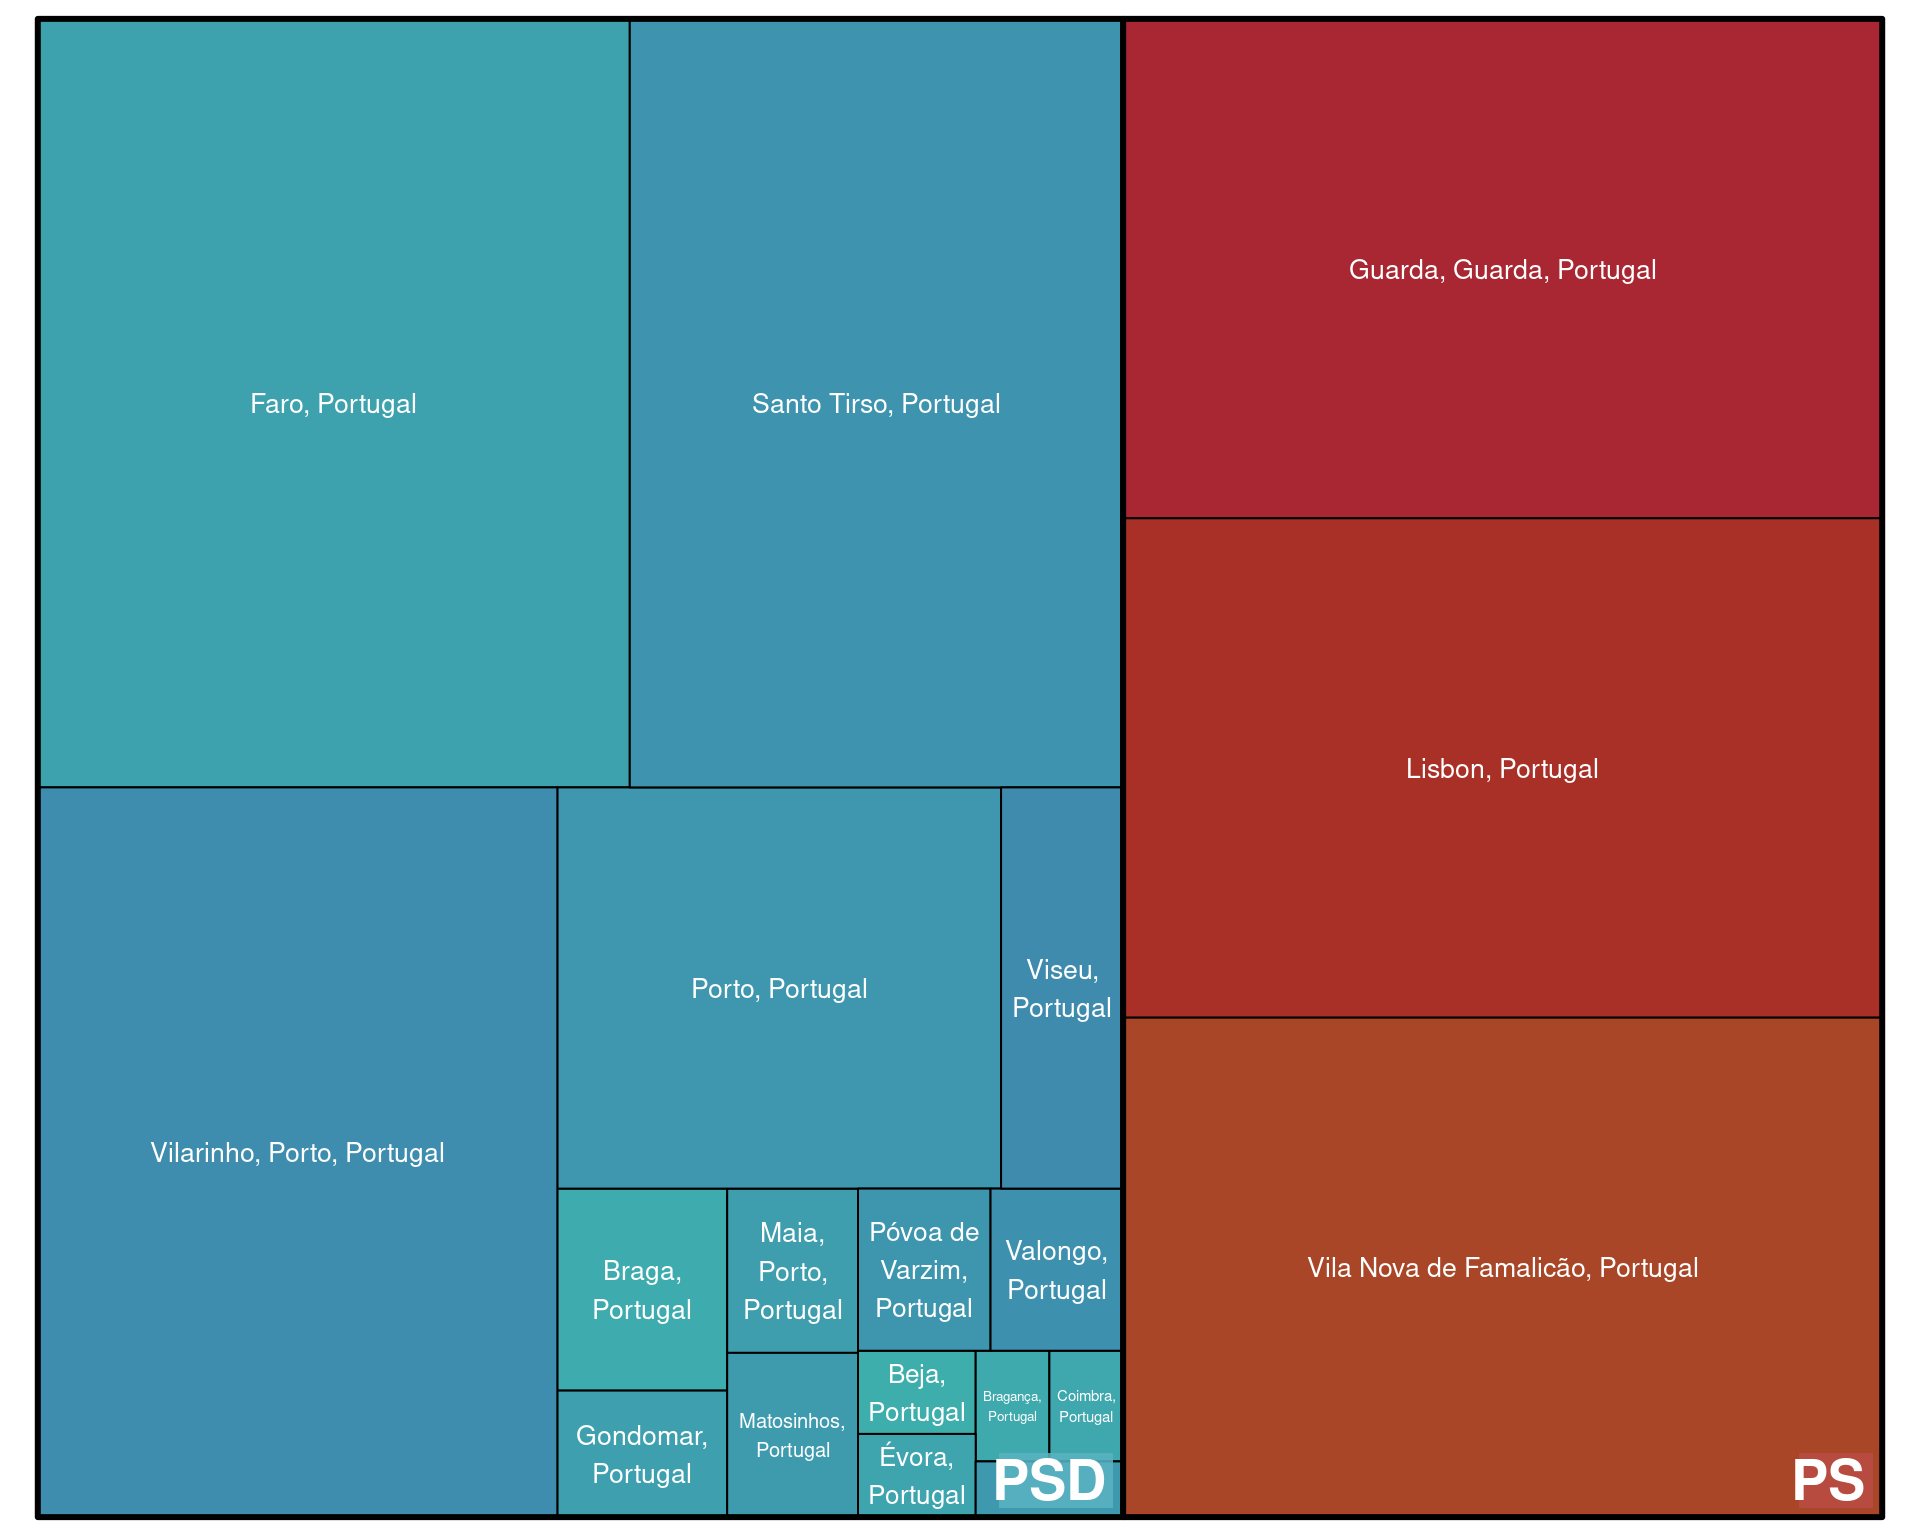 Faro, Portugal
Santo Tirso, Portugal
Guarda, Guarda, Portugal
Lisbon, Portugal
Vilarinho, Porto, Portugal
Porto, Portugal
Viseu,
Portugal
Vila Nova de Famalicão, Portugal
Braga,
Portugal
Maia,
Porto,
Portugal
Póvoa de
Varzim,
Portugal
Valongo,
Portugal
Gondomar,
Portugal
Matosinhos,
Portugal
Beja,
Portugal
Bragança,
Portugal
Coimbra,
Portugal
Évora,
Portugal
PSD
PS